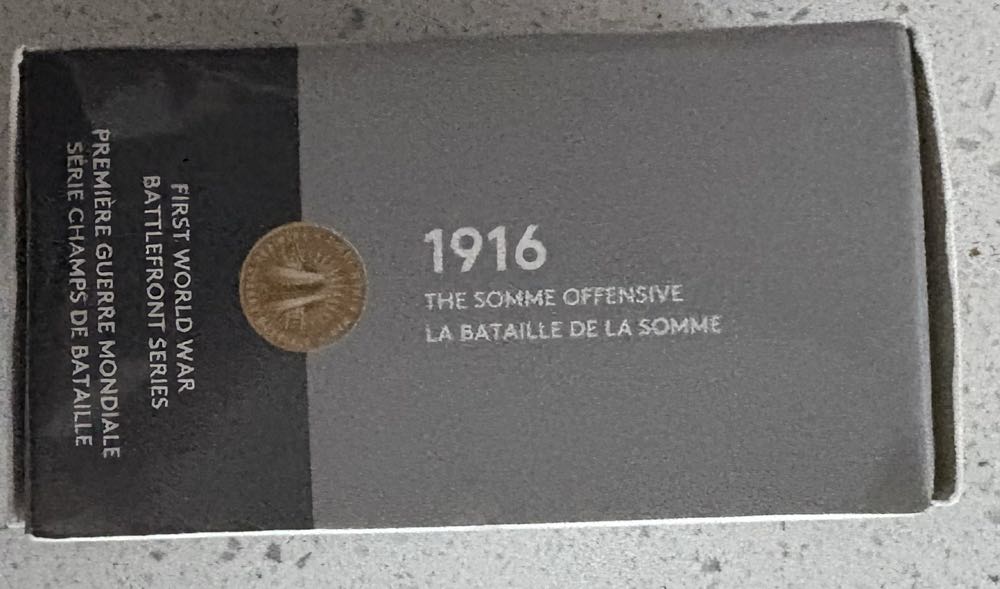 FIRST WORLD WAR
BATTLEFRONT SERIES
PREMIÈRE GUERRE MONDIALE
SÉRIE CHAMPS DE BATAILLE
1916
THE SOMME OFFENSIVE
LA BATAILLE DE LA SOMME